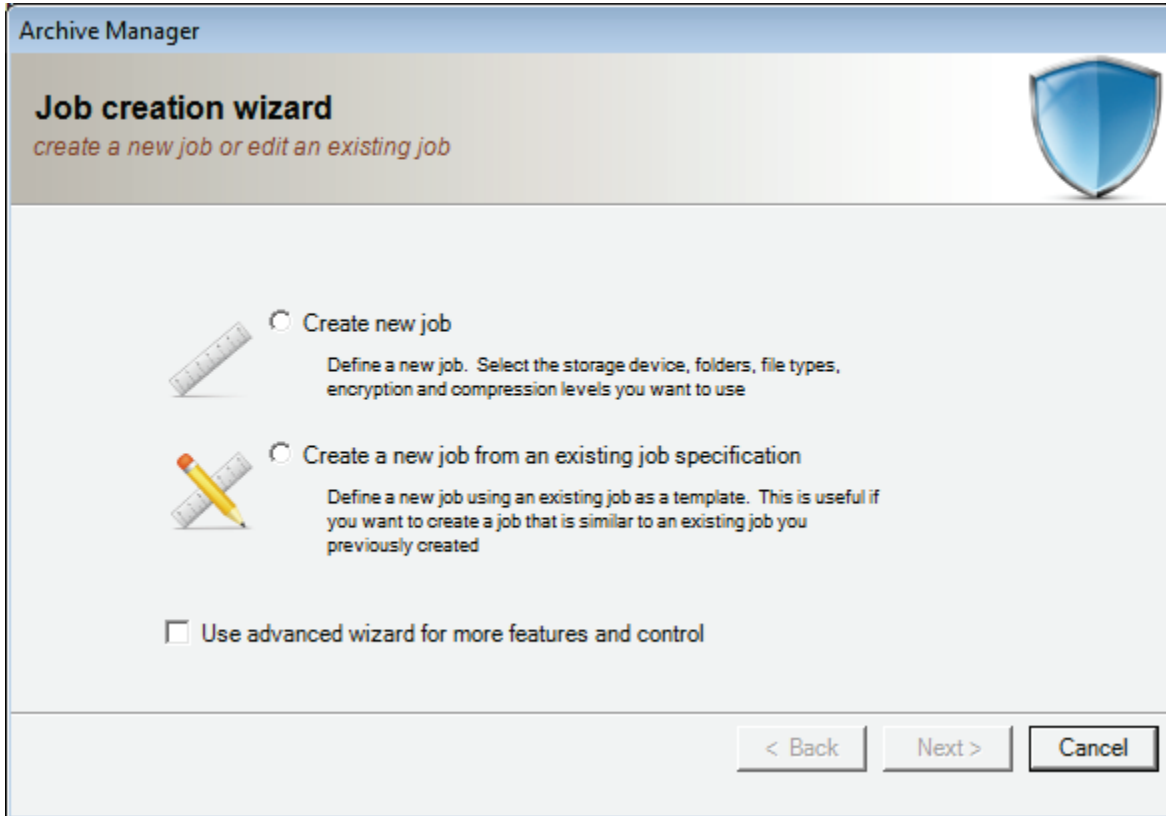 Archive Manager
Job creation wizard
create a new job or edit an existing job
Create new job
Define a new job.  Select the storage device, folders, file types,
encryption and compression levels you want to use
Create a new job from an existing job specification
Define a new job using an existing job as a template.  This is useful if
you want to create a job that is similar to an existing job you
previously created
Use advanced wizard for more features and control
< Back
Next >
Cancel